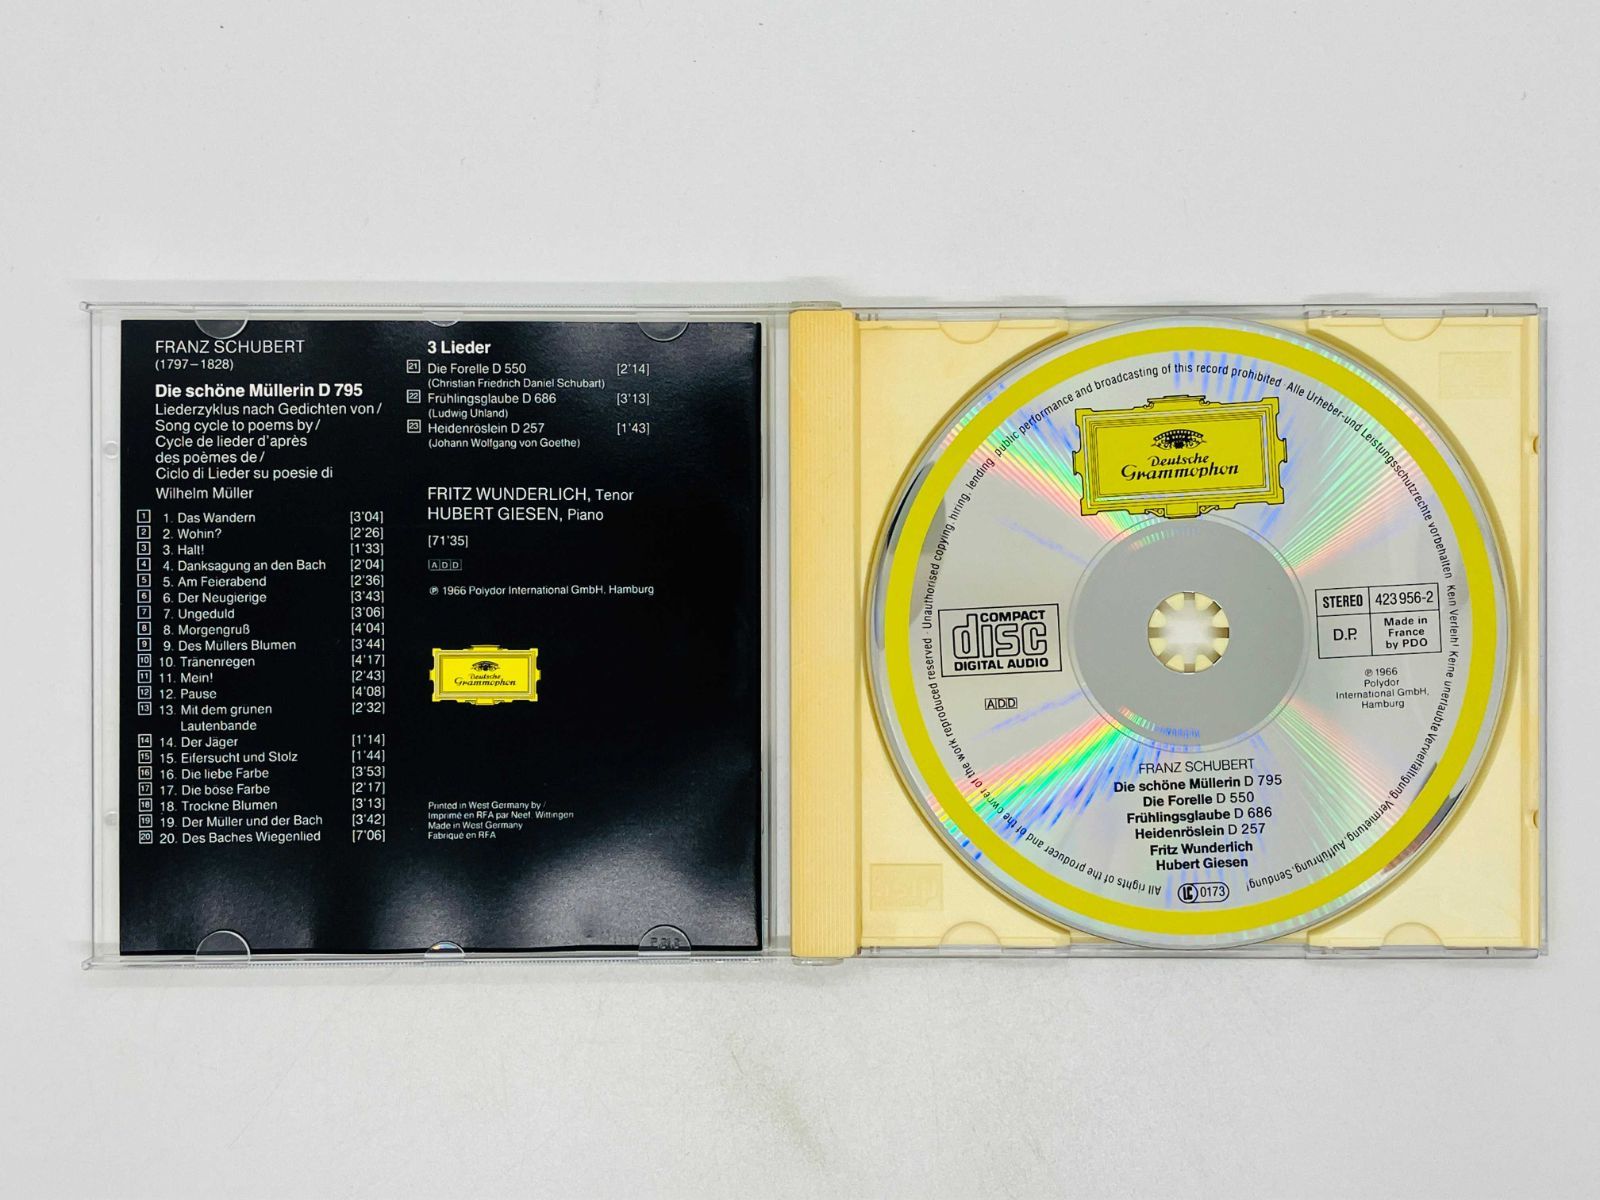 FRANZ SCHUBERT
(1797–1828)
Die schöne Müllerin D 795
Liederzyklus nach Gedichten von/
Song cycle to poems by/
Cycle de lieder d'après
des poèmes de/
Ciclo di Lieder su poesie di
Wilhelm Müller
1 1. Das Wandern [3'04]
2 2. Wohin? [2'26]
3 3. Halt! [1'33]
4 4. Danksagung an den Bach [2'04]
5 5. Am Feierabend [2'36]
6 6. Der Neugierige [3'43]
7 7. Ungeduld [3'06]
8 8. Morgengruß [4'04]
9 9. Des Müllers Blumen [3'44]
10 10. Tränenregen [4'17]
11 11. Mein! [2'43]
12 12. Pause [4'08]
13 13. Mit dem grünen [2'32]
Lautenbande
14 14. Der Jäger [1'14]
15 15. Eifersucht und Stolz [1'44]
16 16. Die liebe Farbe [3'53]
17 17. Die böse Farbe [2'17]
18 18. Trockne Blumen [3'13]
19 19. Der Müller und der Bach [3'42]
20 20. Des Baches Wiegenlied [7'06]
3 Lieder
21 Die Forelle D 550 [2'14]
(Christian Friedrich Daniel Schubart)
22 Frühlingsglaube D 686 [3'13]
(Ludwig Uhland)
23 Heidenröslein D 257 [1'43]
(Johann Wolfgang von Goethe)
FRITZ WUNDERLICH, Tenor
HUBERT GIESEN, Piano
[71'35]
ADD
℗ 1966 Polydor International GmbH, Hamburg
Deutsche
Grammophon
Printed in West Germany by /
Imprimé en RFA par Neef, Wittingen
Made in West Germany
Fabriqué en RFA
All rights of the producer and of the owner of the work reproduced reserved · Unauthorised copying, hiring, lending, public performance and broadcasting of this record prohibited · Alle Urheber- und Leistungsschutzrechte vorbehalten · Kein Verleih! Keine unerlaubte Vervielfältigung, Vermietung, Aufführung, Sendung!
Deutsche
Grammophon
COMPACT
disc
DIGITAL AUDIO
ADD
STEREO 423 956-2
D.P. Made in
France
by PDO
℗ 1966
Polydor
International GmbH,
Hamburg
FRANZ SCHUBERT
Die schöne Müllerin D 795
Die Forelle D 550
Frühlingsglaube D 686
Heidenröslein D 257
Fritz Wunderlich
Hubert Giesen
LC 0173